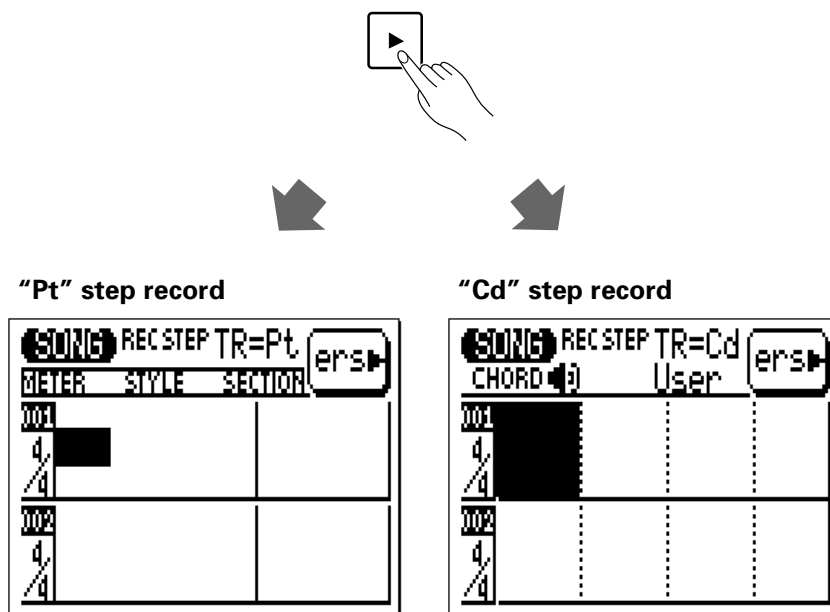 “Pt” step record
“Cd” step record
SONG REC STEP TR=Pt ers
METER STYLE SECTION
001
4/4
002
4/4
SONG REC STEP TR=Cd ers
CHORD User
001
4/4
002
4/4